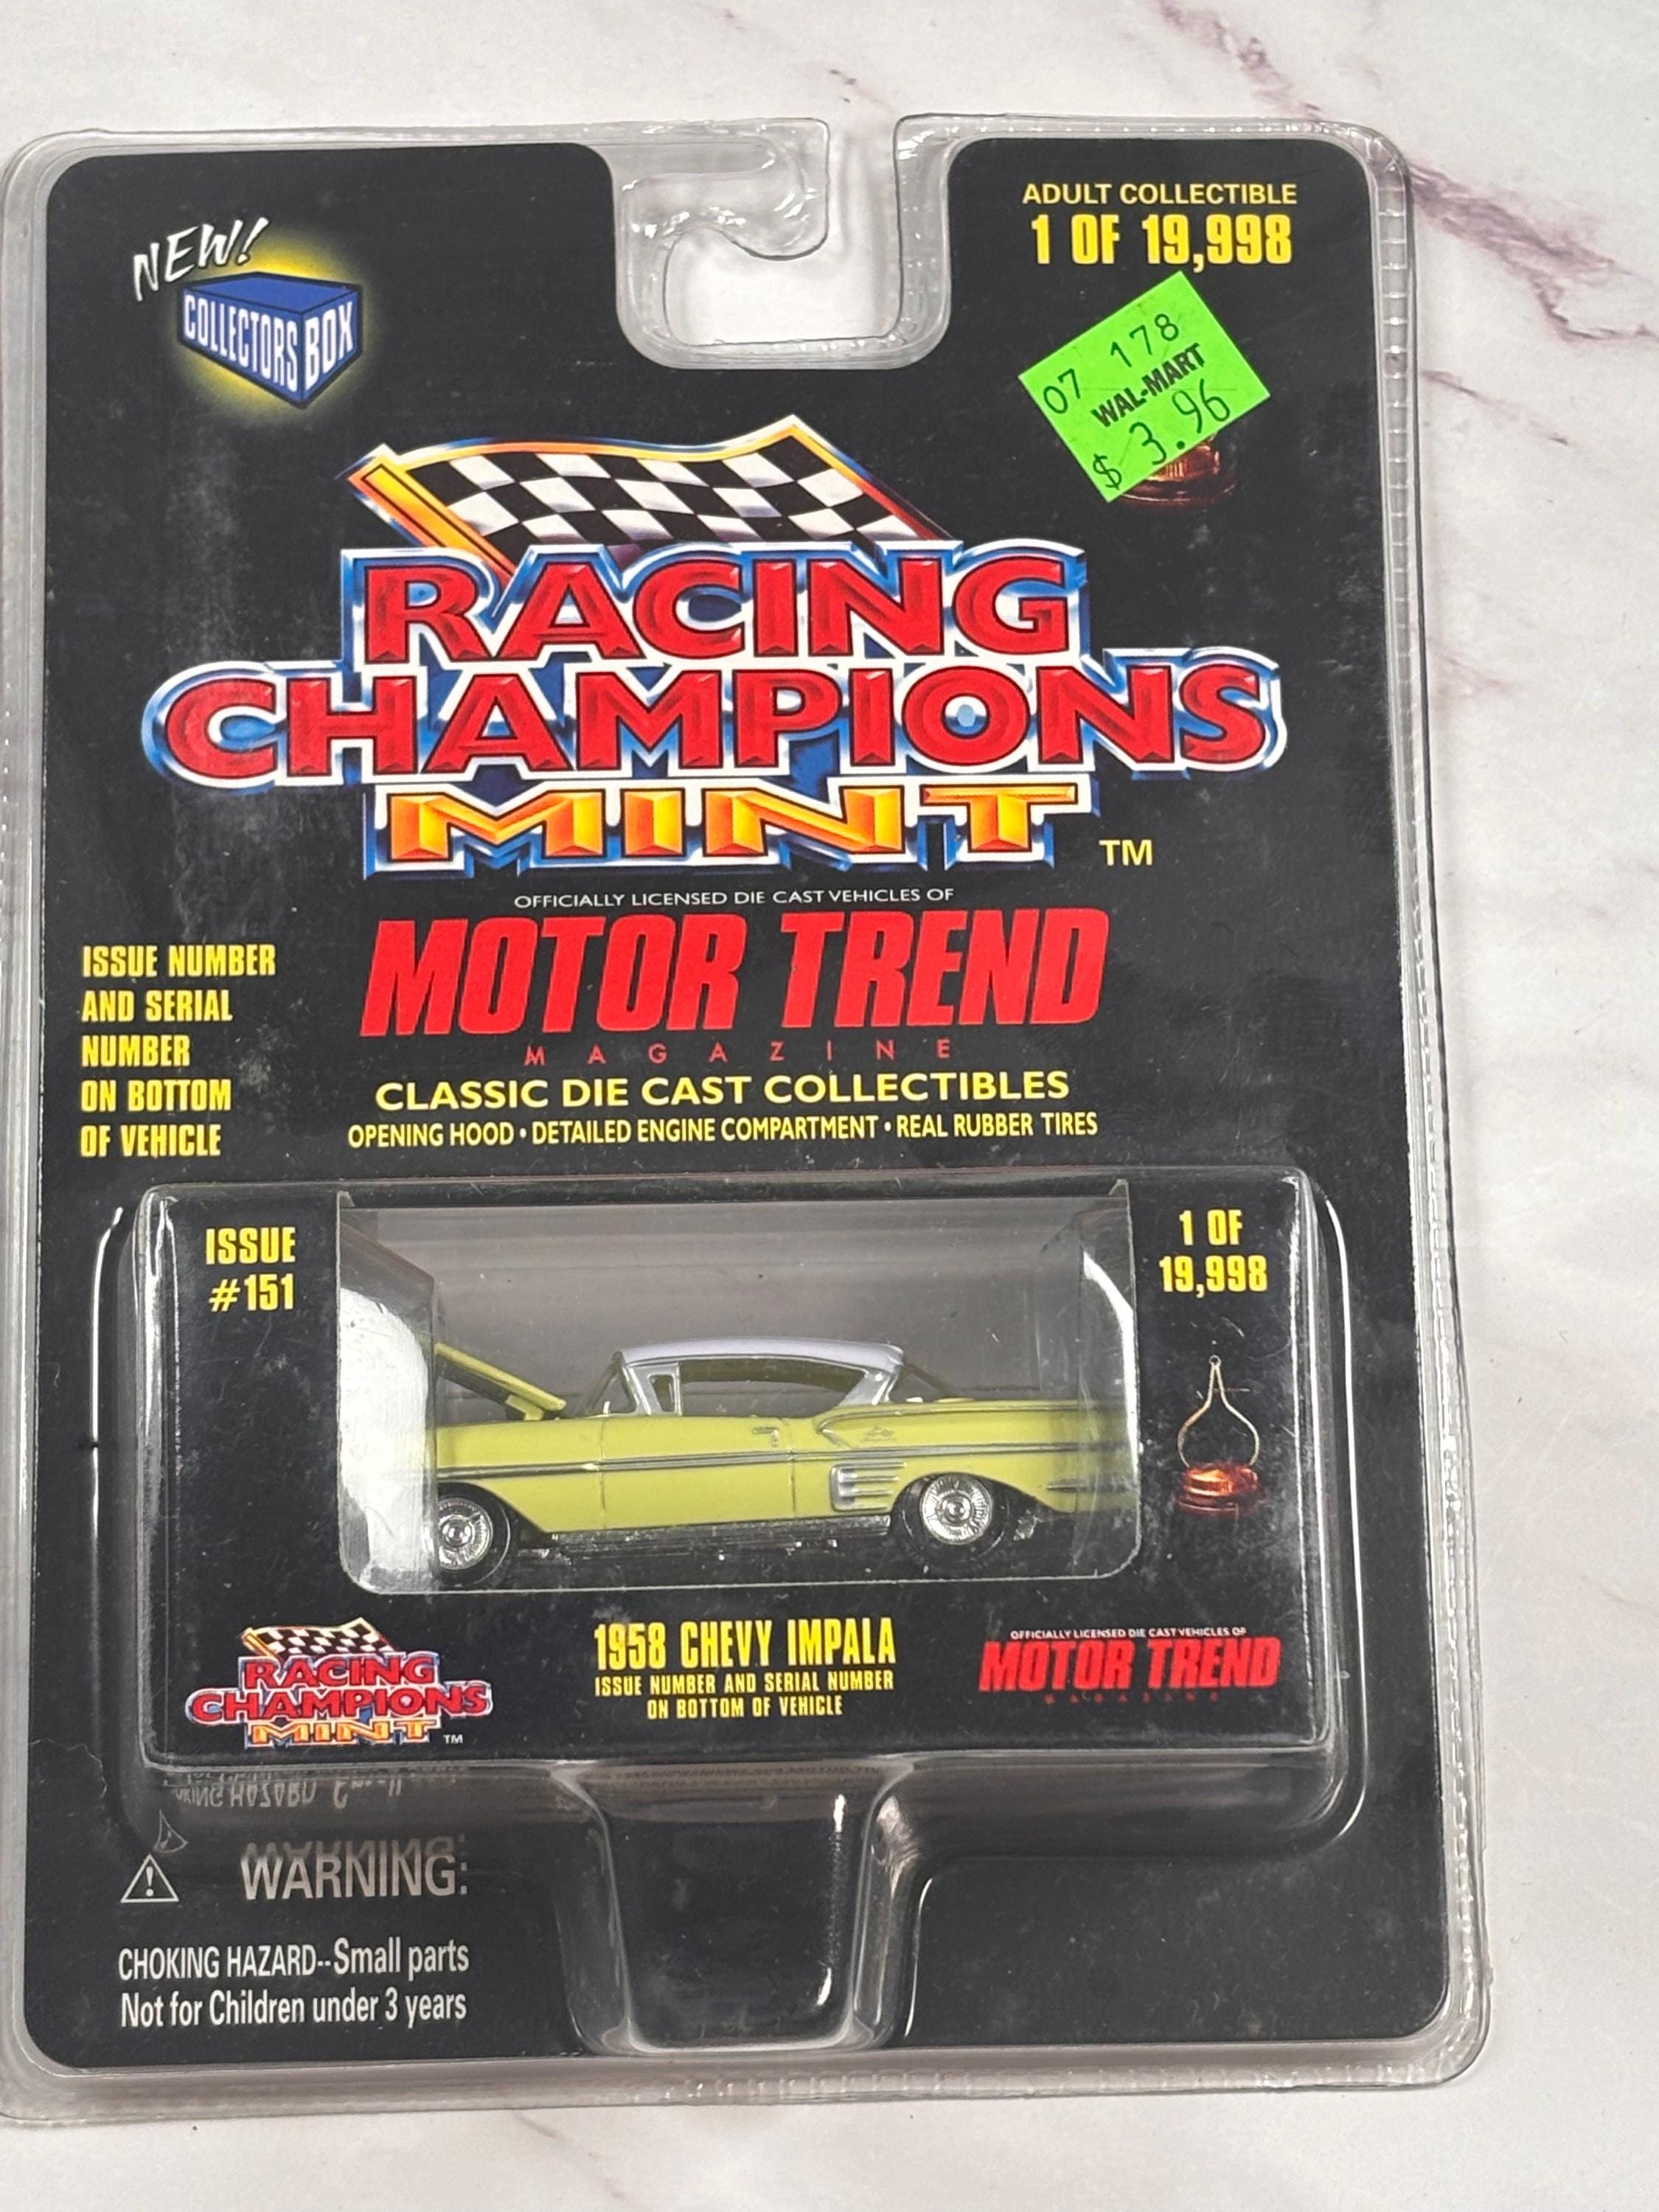 NEW!
COLLECTORS BOX
ADULT COLLECTIBLE
1 OF 19,998
07 178
WAL-MART
$ 3.96
RACING
CHAMPIONS
MINT TM
OFFICIALLY LICENSED DIE CAST VEHICLES OF
MOTOR TREND
MAGAZINE
CLASSIC DIE CAST COLLECTIBLES
OPENING HOOD • DETAILED ENGINE COMPARTMENT • REAL RUBBER TIRES
ISSUE NUMBER
AND SERIAL
NUMBER
ON BOTTOM
OF VEHICLE
ISSUE
#151
1 OF
19,998
RACING
CHAMPIONS
MINT TM
1958 CHEVY IMPALA
ISSUE NUMBER AND SERIAL NUMBER
ON BOTTOM OF VEHICLE
OFFICIALLY LICENSED DIE CAST VEHICLES OF
MOTOR TREND
MAGAZINE
WARNING:
CHOKING HAZARD--Small parts
Not for Children under 3 years